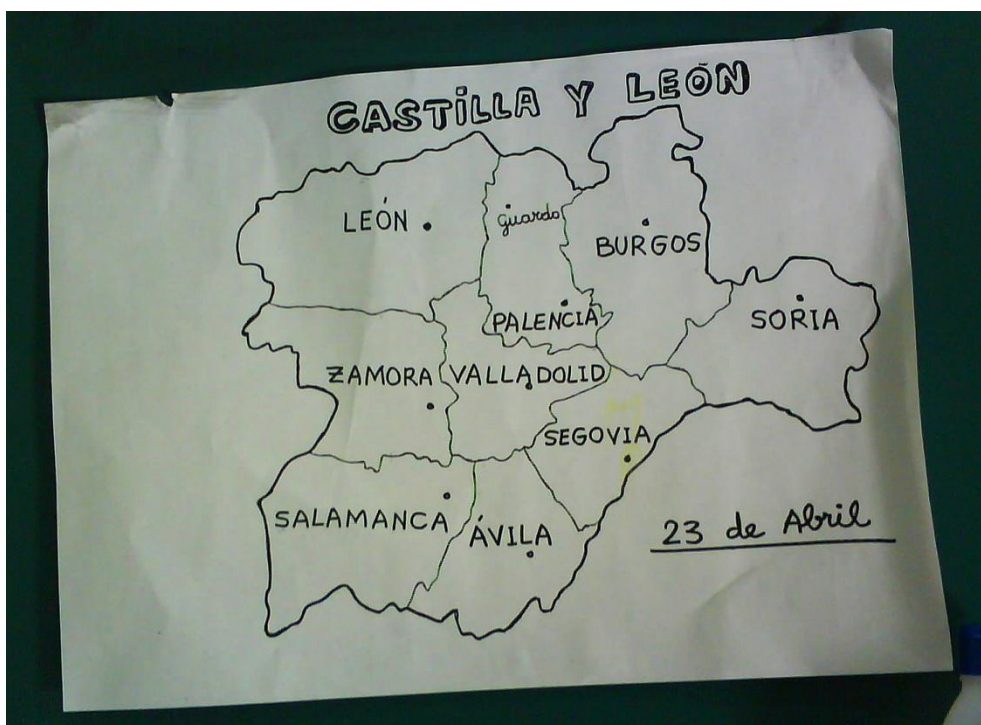 CASTILLA Y LEÓN
LEÓN
Guardo
BURGOS
PALENCIA
SORIA
ZAMORA
VALLADOLID
SEGOVIA
SALAMANCA
ÁVILA
23 de Abril